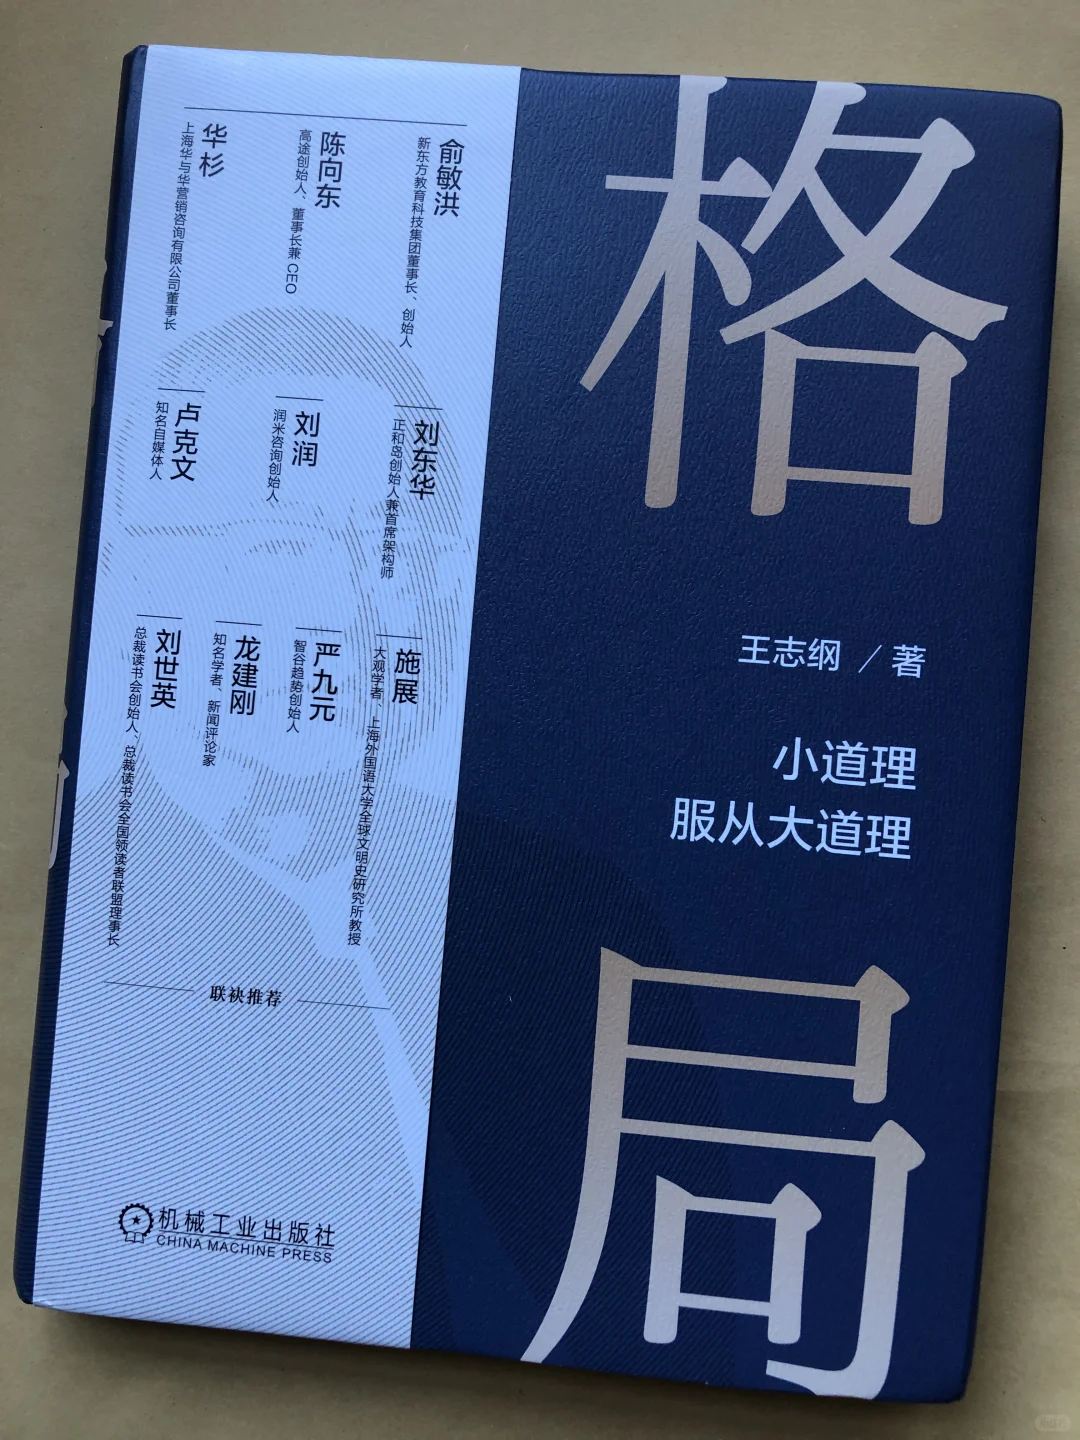 格局
王志纲 / 著
小道理
服从大道理
俞敏洪
新东方教育科技集团董事长、创始人
陈向东
高途创始人、董事长兼CEO
华杉
上海华与华营销咨询有限公司董事长
刘东华
正和岛创始人兼首席架构师
刘润
润米咨询创始人
卢克文
知名自媒体人
施展
大观学者、上海外国语大学全球文明史研究所教授
严九元
智谷趋势创始人
龙建刚
知名学者、新闻评论家
刘世英
总裁读书会创始人、总裁读书会全国领读者联盟理事长
联袂推荐
机械工业出版社
CHINA MACHINE PRESS